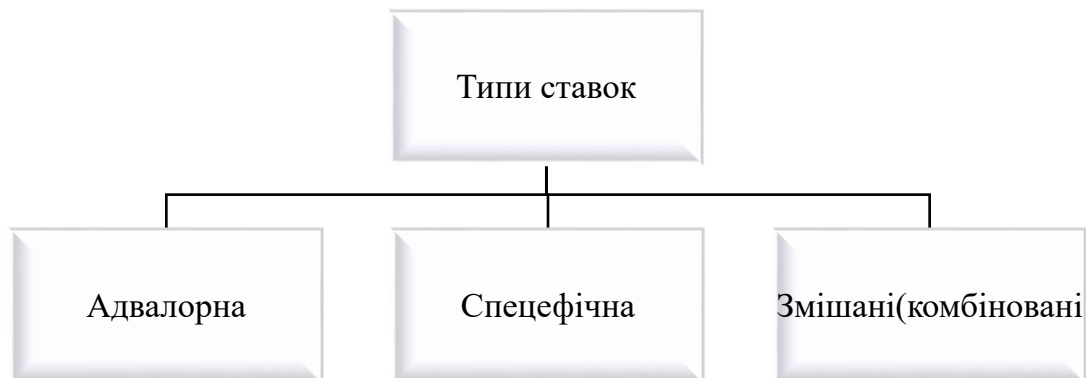 Типи ставок
Адвалорна
Спецефічна
Змішані(комбіновані